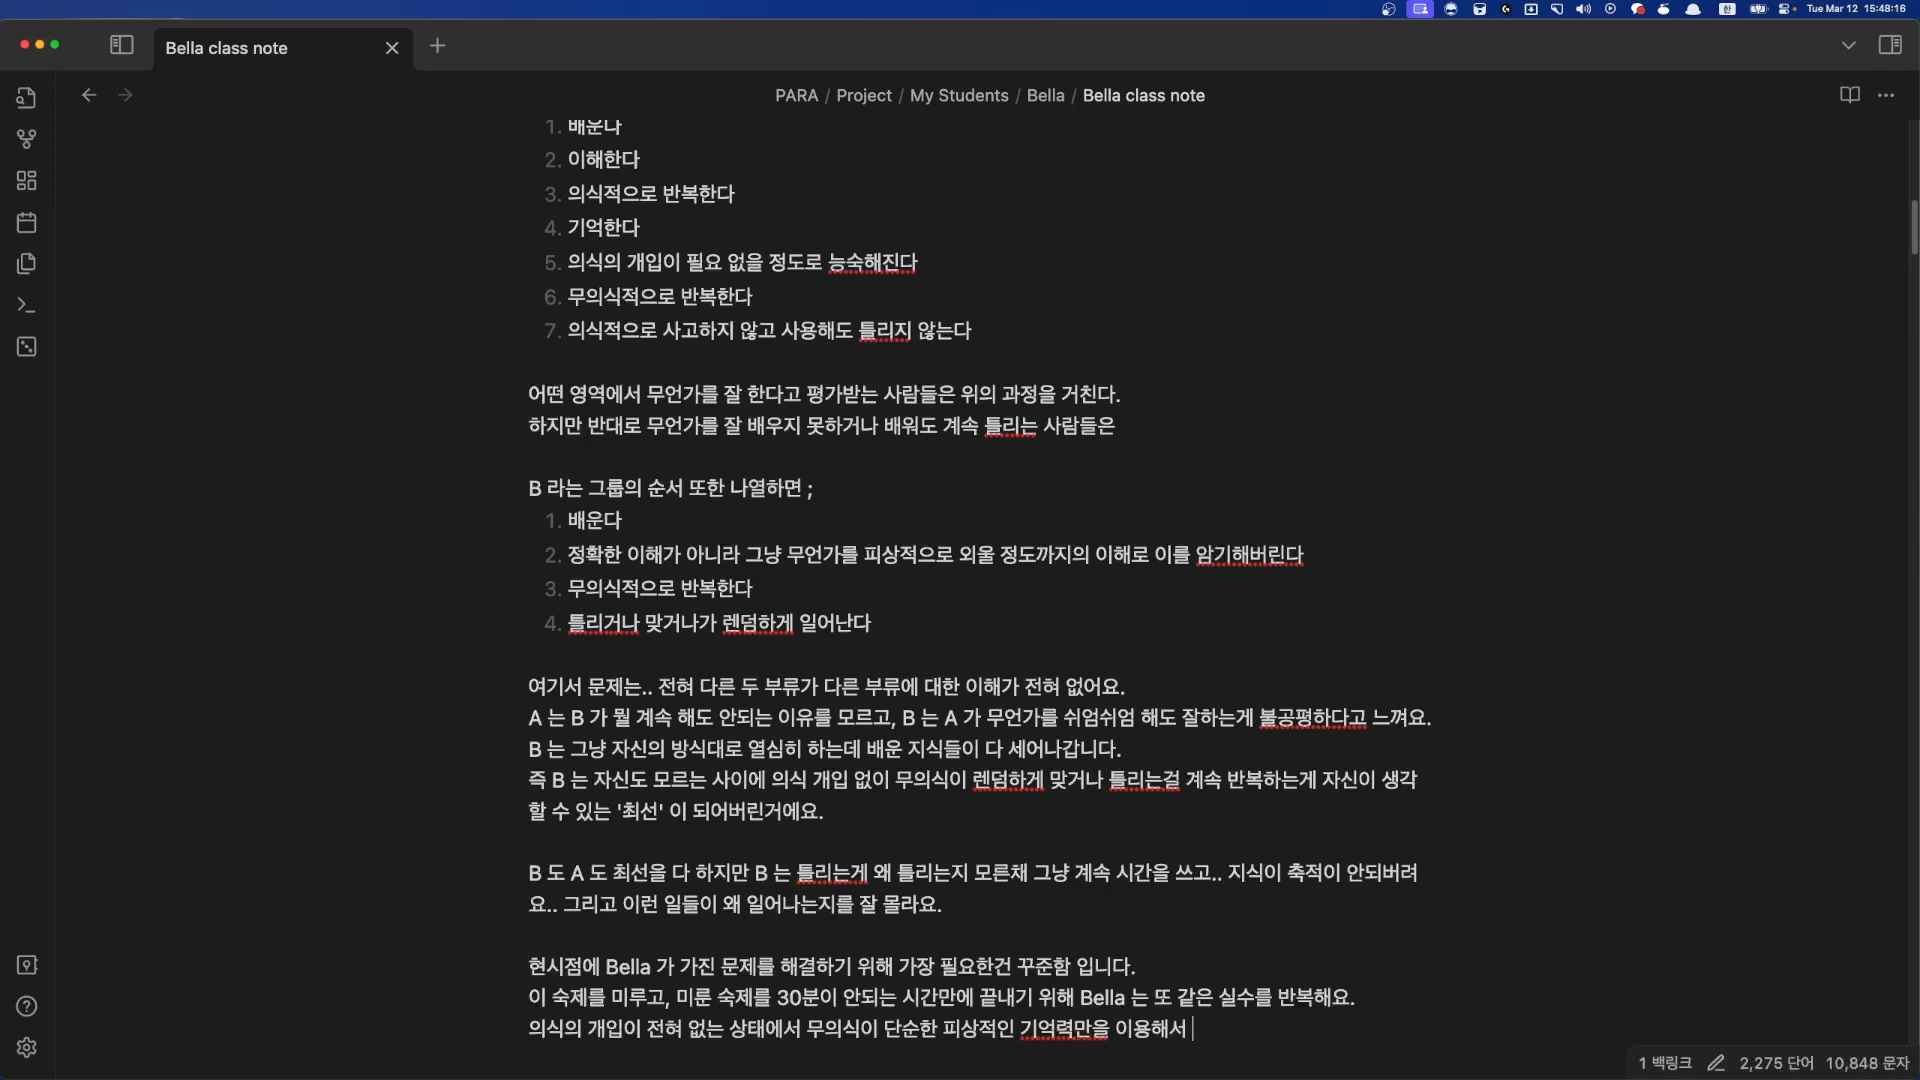 Tue Mar 12 15:48:16
Bella class note
PARA / Project / My Students / Bella / Bella class note
1. 배운다
2. 이해한다
3. 의식적으로 반복한다
4. 기억한다
5. 의식의 개입이 필요 없을 정도로 능숙해진다
6. 무의식적으로 반복한다
7. 의식적으로 사고하지 않고 사용해도 틀리지 않는다
어떤 영역에서 무언가를 잘 한다고 평가받는 사람들은 위의 과정을 거친다.
하지만 반대로 무언가를 잘 배우지 못하거나 배워도 계속 틀리는 사람들은
B 라는 그룹의 순서 또한 나열하면 ;
1. 배운다
2. 정확한 이해가 아니라 그냥 무언가를 피상적으로 외울 정도까지의 이해로 이를 암기해버린다
3. 무의식적으로 반복한다
4. 틀리거나 맞거나가 렌덤하게 일어난다
여기서 문제는.. 전혀 다른 두 부류가 다른 부류에 대한 이해가 전혀 없어요.
A 는 B 가 뭘 계속 해도 안되는 이유를 모르고, B 는 A 가 무언가를 쉬엄쉬엄 해도 잘하는게 불공평하다고 느껴요.
B 는 그냥 자신의 방식대로 열심히 하는데 배운 지식들이 다 세어나갑니다.
즉 B 는 자신도 모르는 사이에 의식 개입 없이 무의식이 렌덤하게 맞거나 틀리는걸 계속 반복하는게 자신이 생각
할 수 있는 '최선' 이 되어버린거에요.
B 도 A 도 최선을 다 하지만 B 는 틀리는게 왜 틀리는지 모른채 그냥 계속 시간을 쓰고.. 지식이 축적이 안되버려
요.. 그리고 이런 일들이 왜 일어나는지를 잘 몰라요.
현시점에 Bella 가 가진 문제를 해결하기 위해 가장 필요한건 꾸준함 입니다.
이 숙제를 미루고, 미룬 숙제를 30분이 안되는 시간만에 끝내기 위해 Bella 는 또 같은 실수를 반복해요.
의식의 개입이 전혀 없는 상태에서 무의식이 단순한 피상적인 기억력만을 이용해서
1 백링크 2,275 단어 10,848 문자